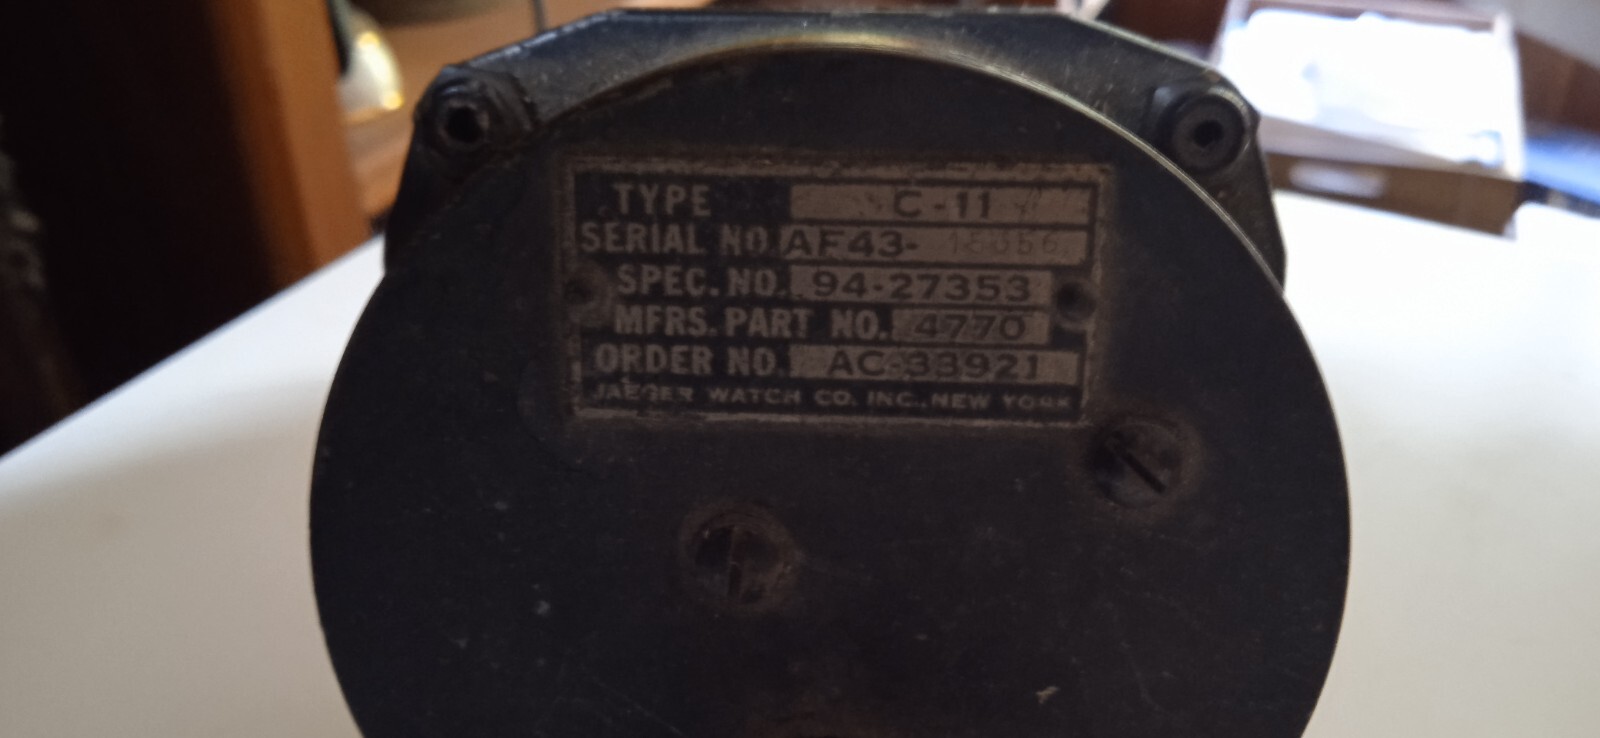 TYPE C-11
SERIAL NO. AF43-
SPEC. NO. 94-27353
MFRS. PART NO. 4770
ORDER NO. AC-33921
JAEGER WATCH CO. INC., NEW YORK